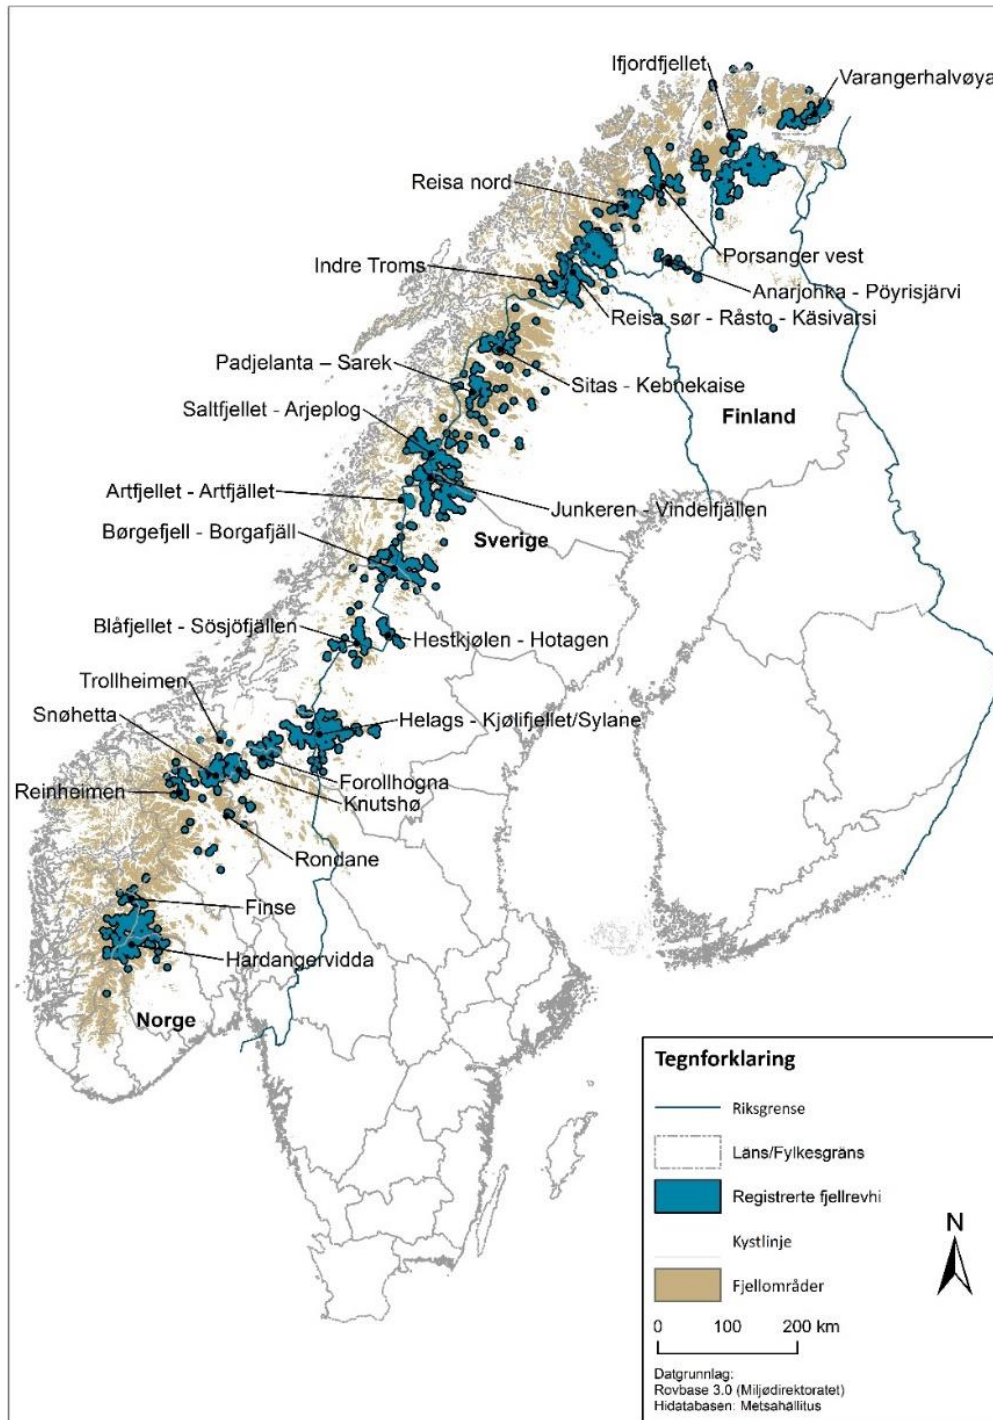 Ifjordfjellet
Varangerhalvøya
Reisa nord
Porsanger vest
Indre Troms
Anarjohka - Pöyrisjärvi
Reisa sør - Råsto - Käsivarsi
Padjelanta – Sarek
Sitas - Kebnekaise
Saltfjellet - Arjeplog
Finland
Artfjellet - Artfjället
Junkeren - Vindelfjällen
Børgefjell - Borgafjäll
Sverige
Blåfjellet - Sösjöfjällen
Hestkjølen - Hotagen
Trollheimen
Snøhetta
Helags - Kjølifjellet/Sylane
Reinheimen
Forollhogna
Knutshø
Rondane
Finse
Hardangervidda
Norge
Tegnforklaring
Riksgrense
Läns/Fylkesgräns
Registrerte fjellrevhi
Kystlinje
Fjellområder
N
0 100 200 km
Datgrunnlag:
Rovbase 3.0 (Miljødirektoratet)
Hidatabasen: Metsahallitus